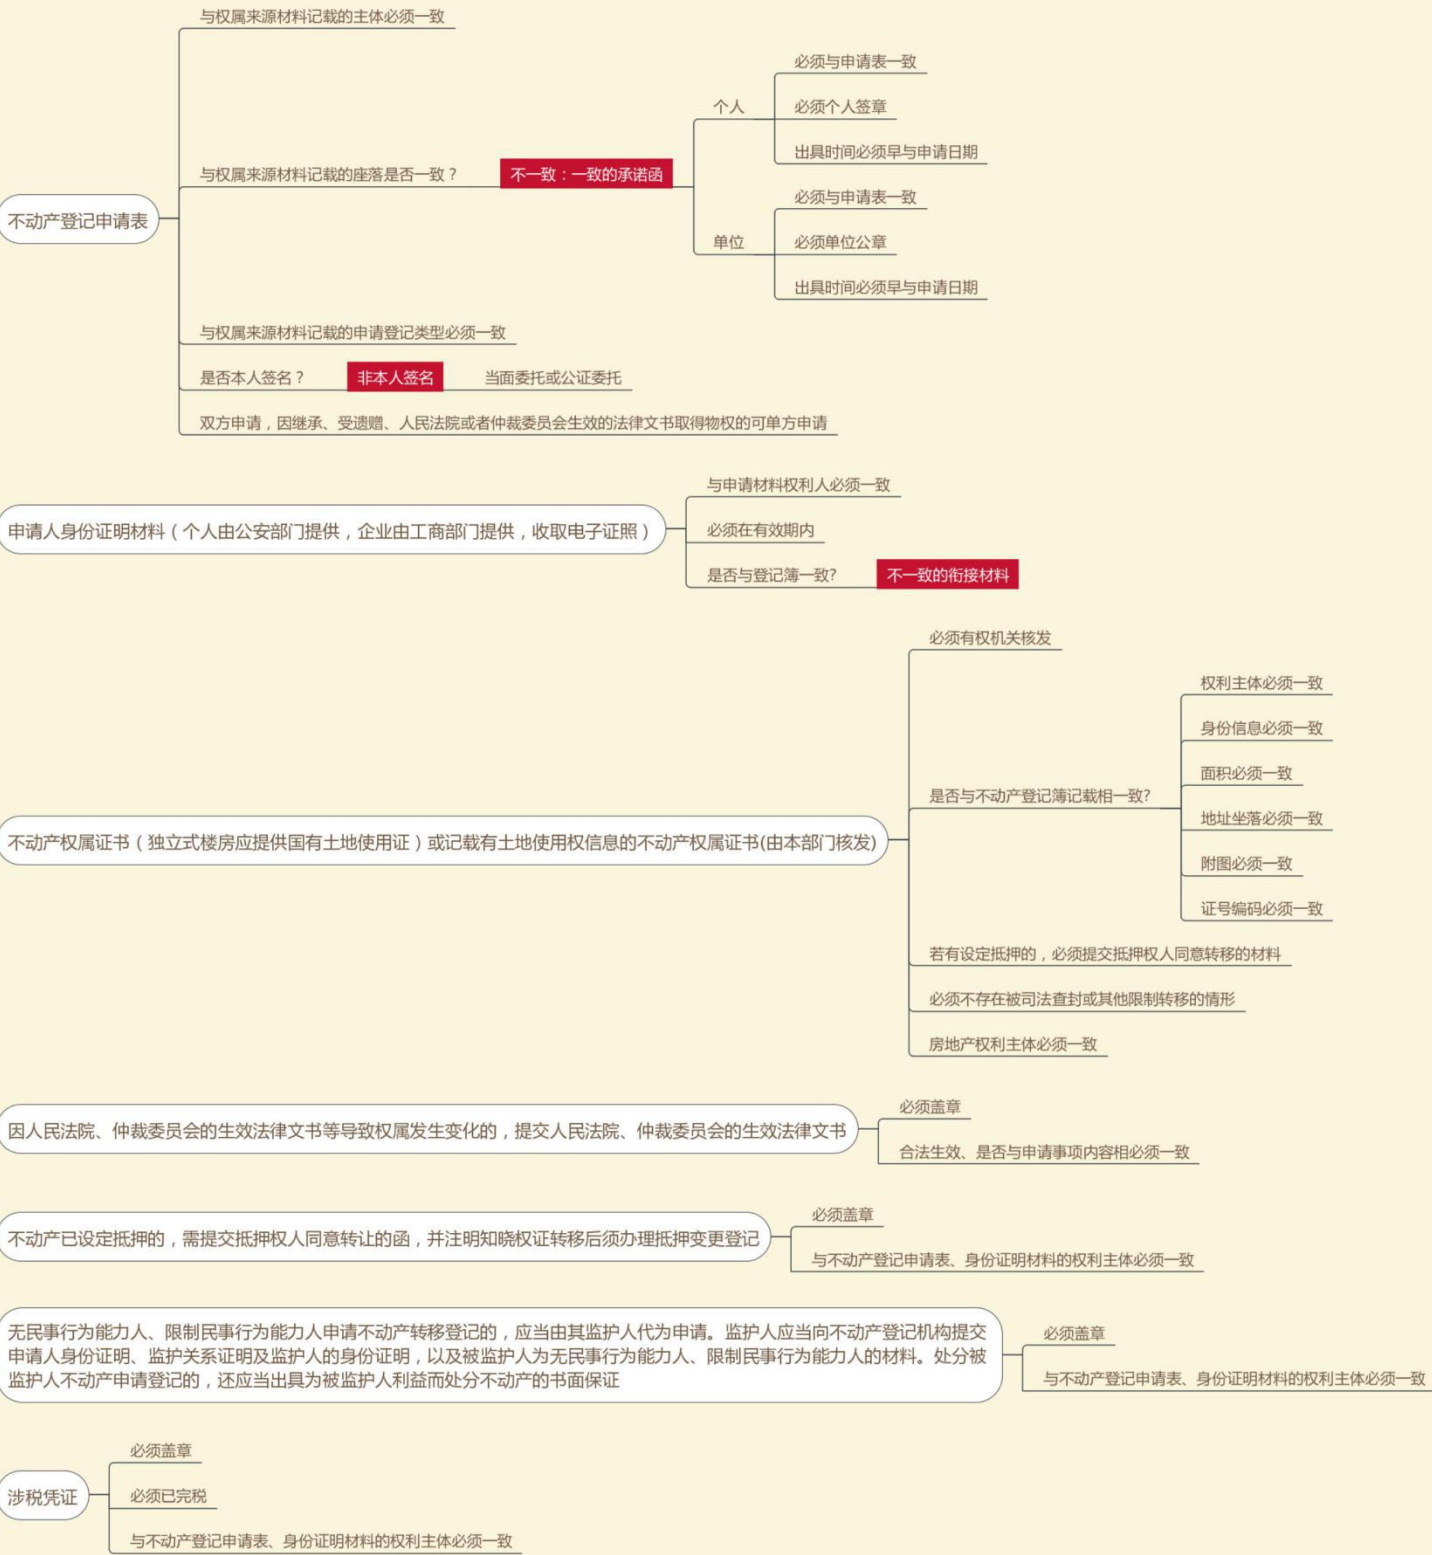 不动产登记申请表
与权属来源材料记载的主体必须一致
与权属来源材料记载的座落是否一致？
不一致：一致的承诺函
个人
必须与申请表一致
必须个人签章
出具时间必须早与申请日期
单位
必须与申请表一致
必须单位公章
出具时间必须早与申请日期
与权属来源材料记载的申请登记类型必须一致
是否本人签名？
非本人签名
当面委托或公证委托
双方申请，因继承、受遗赠、人民法院或者仲裁委员会生效的法律文书取得物权的可单方申请
申请人身份证明材料（个人由公安部门提供，企业由工商部门提供，收取电子证照）
与申请材料权利人必须一致
必须在有效期内
是否与登记簿一致?
不一致的衔接材料
不动产权属证书（独立式楼房应提供国有土地使用证）或记载有土地使用权信息的不动产权属证书(由本部门核发)
必须有权机关核发
是否与不动产登记簿记载相一致?
权利主体必须一致
身份信息必须一致
面积必须一致
地址坐落必须一致
附图必须一致
证号编码必须一致
若有设定抵押的，必须提交抵押权人同意转移的材料
必须不存在被司法查封或其他限制转移的情形
房地产权利主体必须一致
因人民法院、仲裁委员会的生效法律文书等导致权属发生变化的，提交人民法院、仲裁委员会的生效法律文书
必须盖章
合法生效、是否与申请事项内容相必须一致
不动产已设定抵押的，需提交抵押权人同意转让的函，并注明知晓权证转移后须办理抵押变更登记
必须盖章
与不动产登记申请表、身份证明材料的权利主体必须一致
无民事行为能力人、限制民事行为能力人申请不动产转移登记的，应当由其监护人代为申请。监护人应当向不动产登记机构提交
申请人身份证明、监护关系证明及监护人的身份证明，以及被监护人为无民事行为能力人、限制民事行为能力人的材料。处分被
监护人不动产申请登记的，还应当出具为被监护人利益而处分不动产的书面保证
必须盖章
与不动产登记申请表、身份证明材料的权利主体必须一致
涉税凭证
必须盖章
必须已完税
与不动产登记申请表、身份证明材料的权利主体必须一致